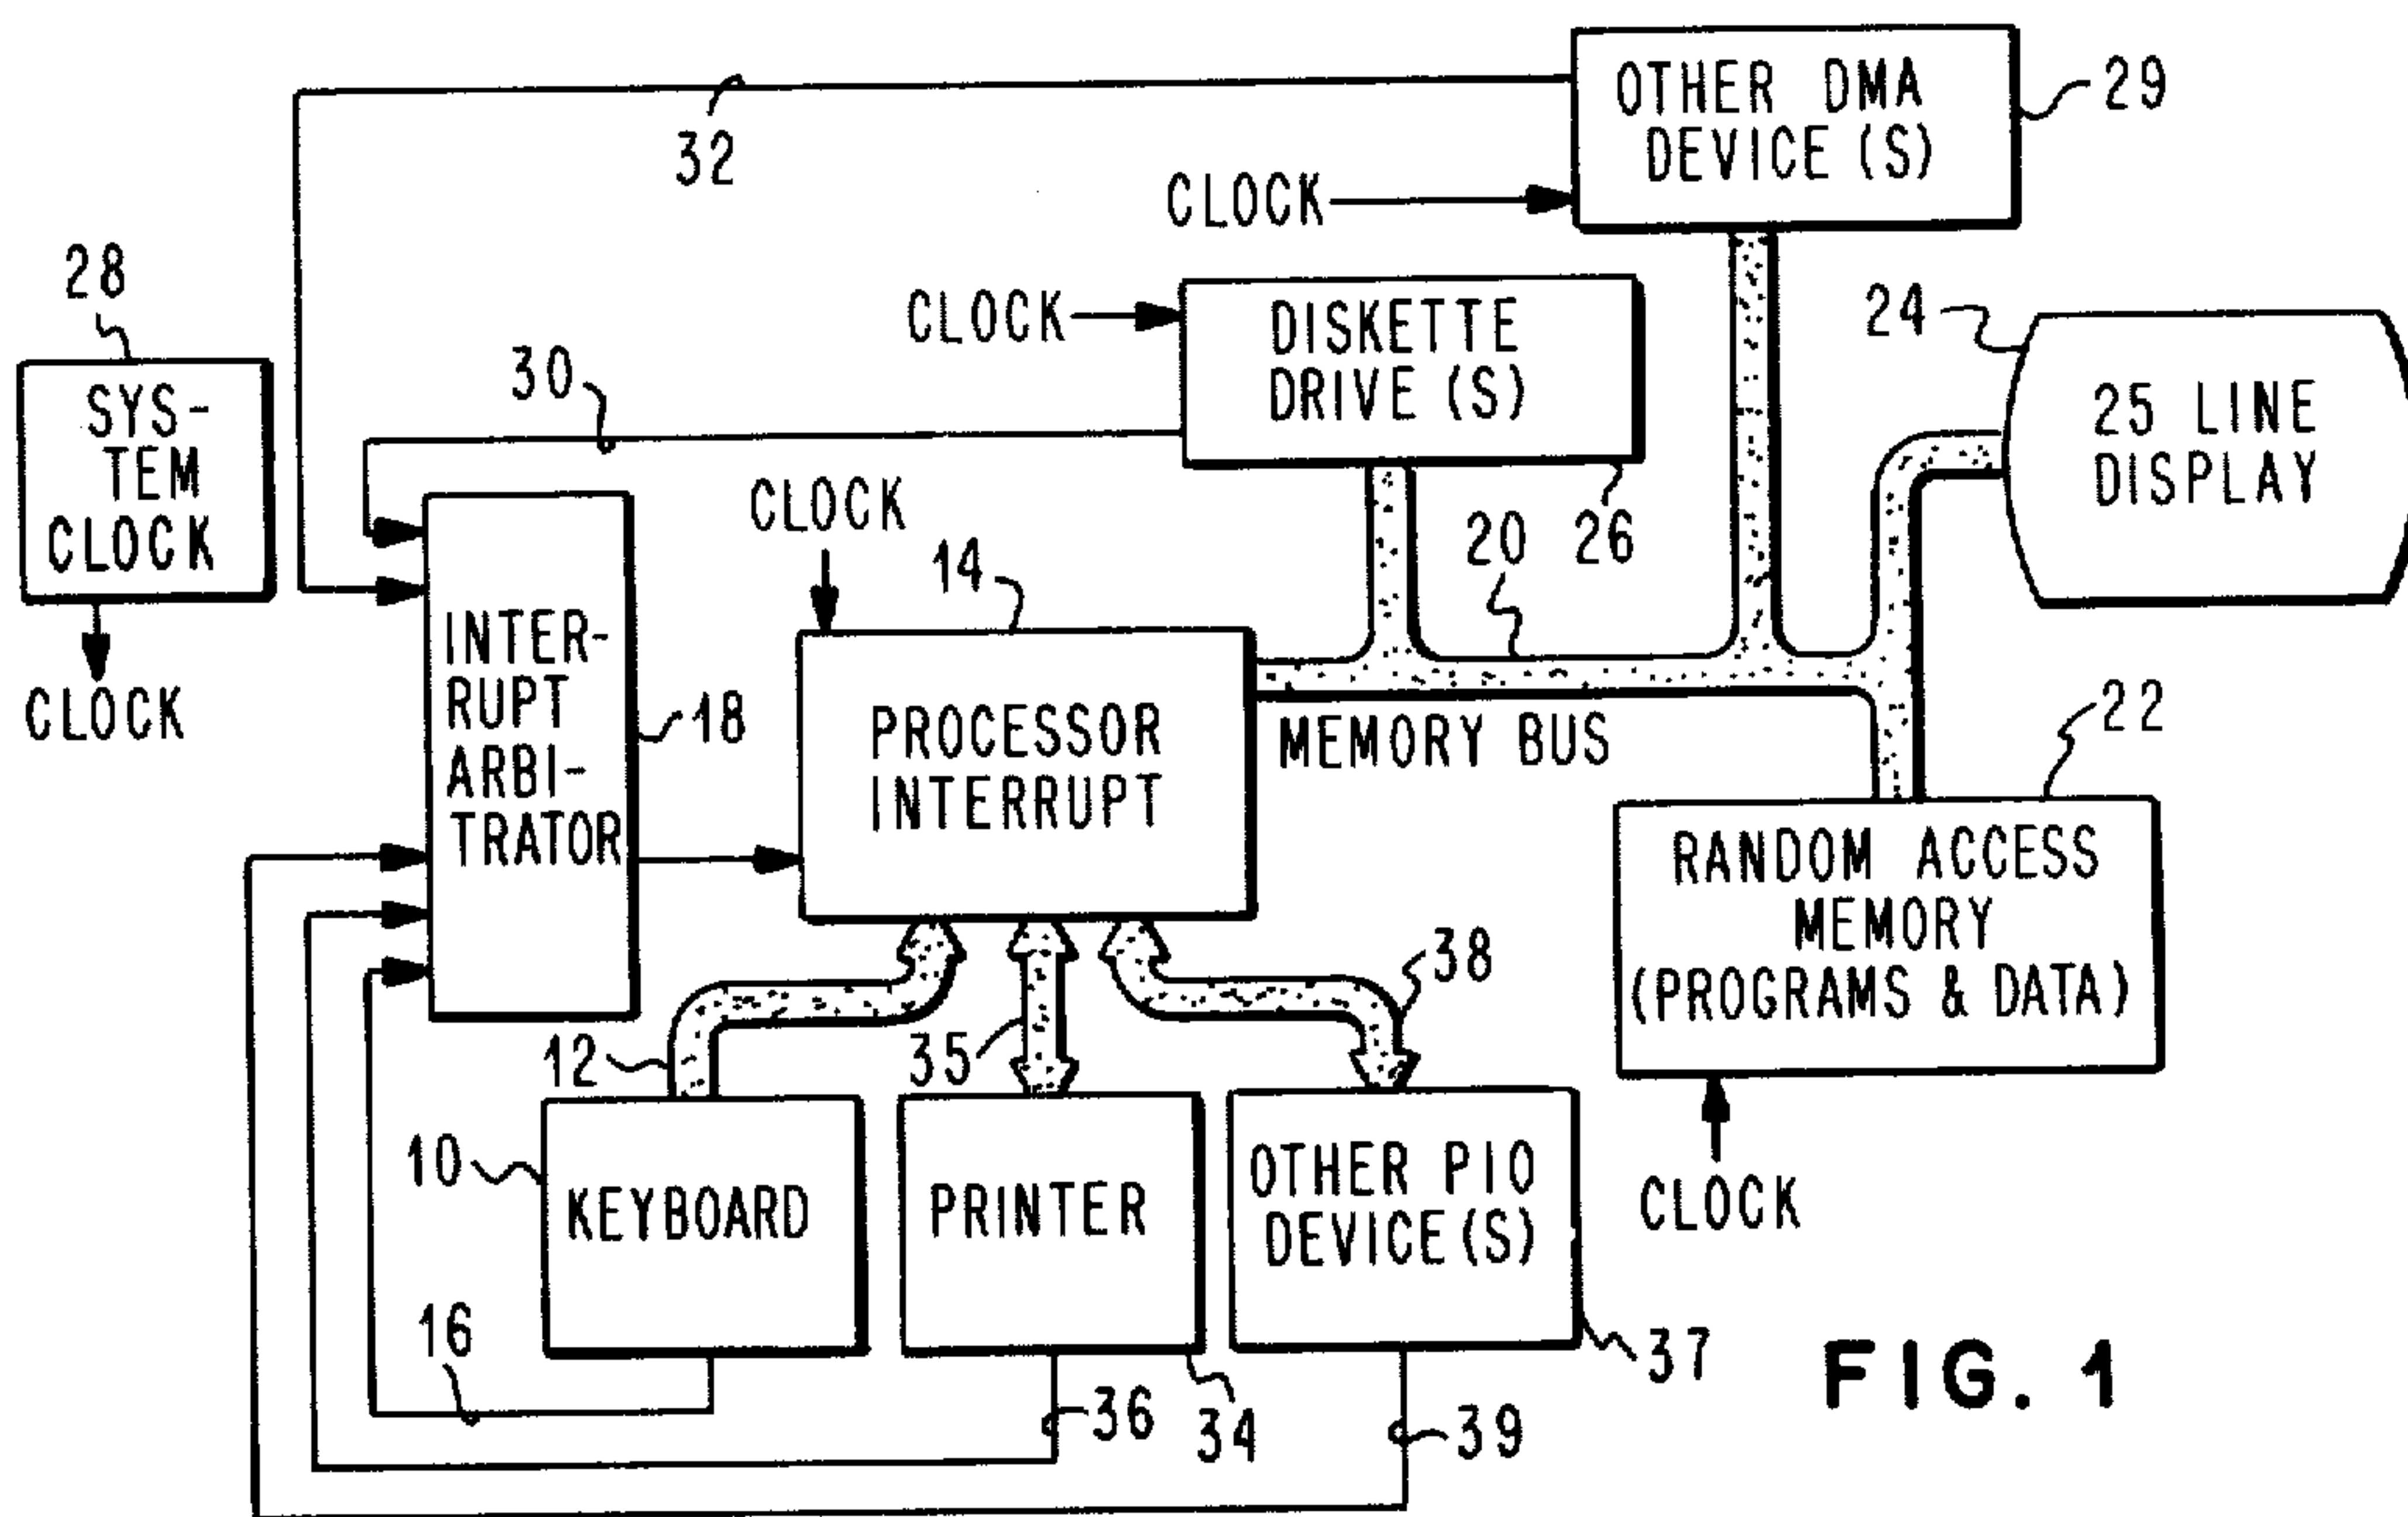 OTHER DMA
DEVICE (S)
29
32
CLOCK
28
SYS-
TEM
CLOCK
CLOCK
30
CLOCK
DISKETTE
DRIVE (S)
26
24
25 LINE
DISPLAY
INTER-
RUPT
ARBI-
TRATOR
18
CLOCK
14
PROCESSOR
INTERRUPT
20
MEMORY BUS
22
RANDOM ACCESS
MEMORY
(PROGRAMS & DATA)
CLOCK
12
35
38
10
KEYBOARD
PRINTER
OTHER PIO
DEVICE (S)
16
36
34
39
37
FIG. 1